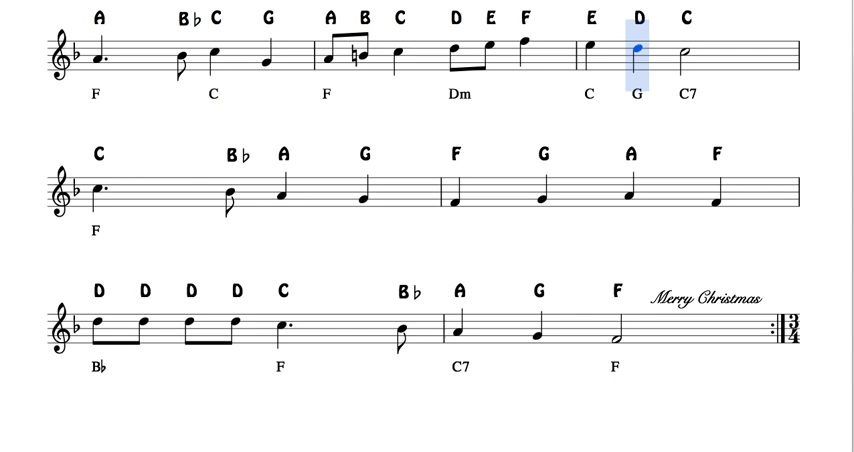 A B♭ C G A B C D E F E D C
F C F Dm C G C7
C B♭ A G F G A F
F
D D D D C B♭ A G F Merry Christmas
3
4
B♭ F C7 F